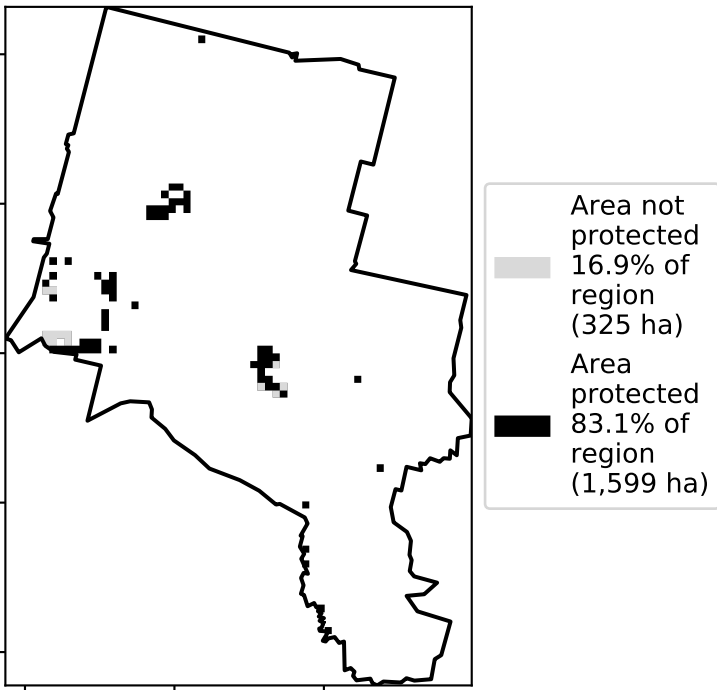 Area not
protected
16.9% of
region
(325 ha)
Area
protected
83.1% of
region
(1,599 ha)